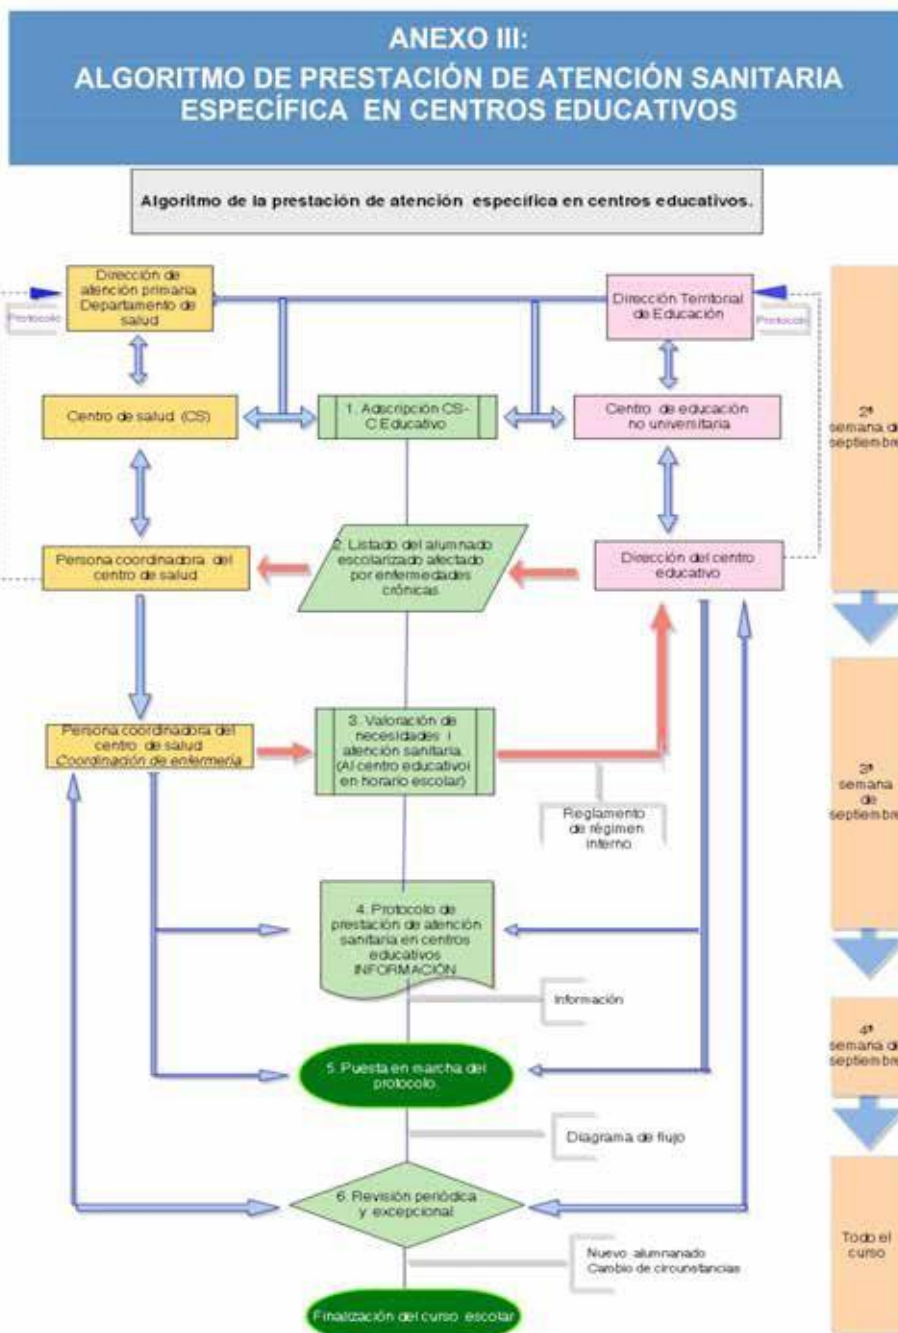 ANEXO III:
ALGORITMO DE PRESTACIÓN DE ATENCIÓN SANITARIA
ESPECÍFICA EN CENTROS EDUCATIVOS
Algoritmo de la prestación de atención específica en centros educativos.
Dirección de
atención primaria
Departamento de
salud
Protocolo
Dirección Territorial
de Educación
Protocolo
Centro de salud (CS)
1. Adscripción CS-
C Educativo
Centro de educación
no universitaria
2ª
semana de
septiembre
Persona coordinadora del
centro de salud
2. Listado del alumnado
escolarizado afectado
por enfermedades
crónicas
Dirección del centro
educativo
Persona coordinadora del
centro de salud
Coordinación de enfermería
3. Valoración de
necesidades i
atención sanitaria.
(Al centro educativoi
en horario escolar)
Reglamento
de régimen
interno
3ª
semana
de
septiembre
4. Protocolo de
prestación de atención
sanitaria en centros
educativos
INFORMACIÓN
Información
4ª
semana de
septiembre
5. Puesta en marcha del
protocolo.
Diagrama de flujo
6. Revisión periódica
y excepcional
Nuevo alumnanado
Cambio de circunstancias
Todo el
curso
Finalización del curso escolar